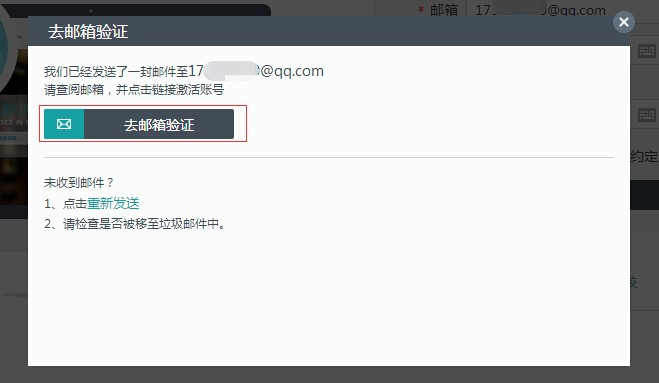 * 邮箱 17 @qq.com
去邮箱验证
我们已经发送了一封邮件至17 @qq.com
请查阅邮箱，并点击链接激活账号
去邮箱验证
约定
未收到邮件？
1、点击重新发送
2、请检查是否被移至垃圾邮件中。